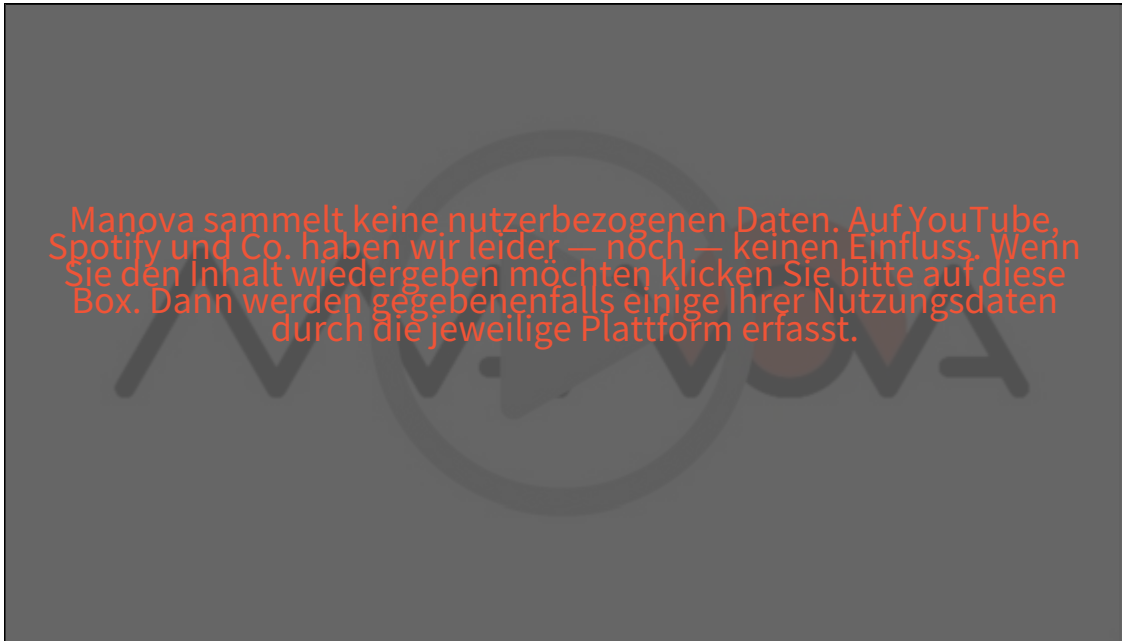 Manova sammelt keine nutzerbezogenen Daten. Auf YouTube,
Spotify und Co. haben wir leider — noch — keinen Einfluss. Wenn
Sie den Inhalt wiedergeben möchten klicken Sie bitte auf diese
Box. Dann werden gegebenenfalls einige Ihrer Nutzungsdaten
durch die jeweilige Plattform erfasst.
MANOVA